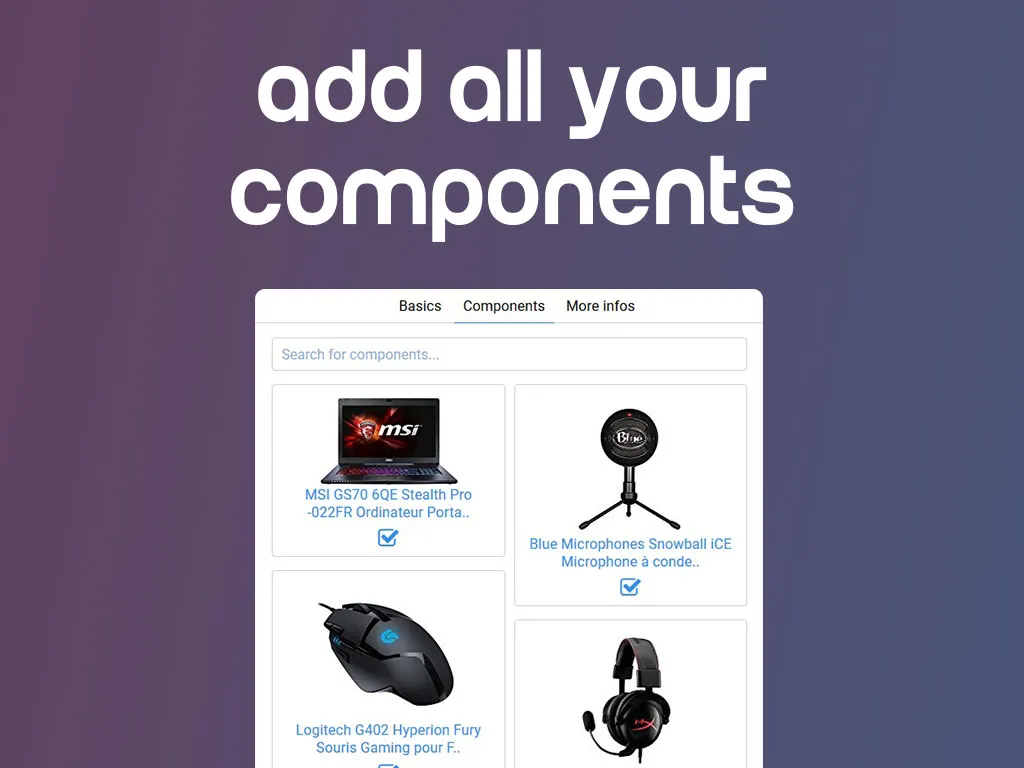 add all your
components
Basics Components More infos
Search for components...
msi
MSI GS70 6QE Stealth Pro
-022FR Ordinateur Porta..
Blue
Blue Microphones Snowball iCE
Microphone à conde..
Logitech G402 Hyperion Fury
Souris Gaming pour F..